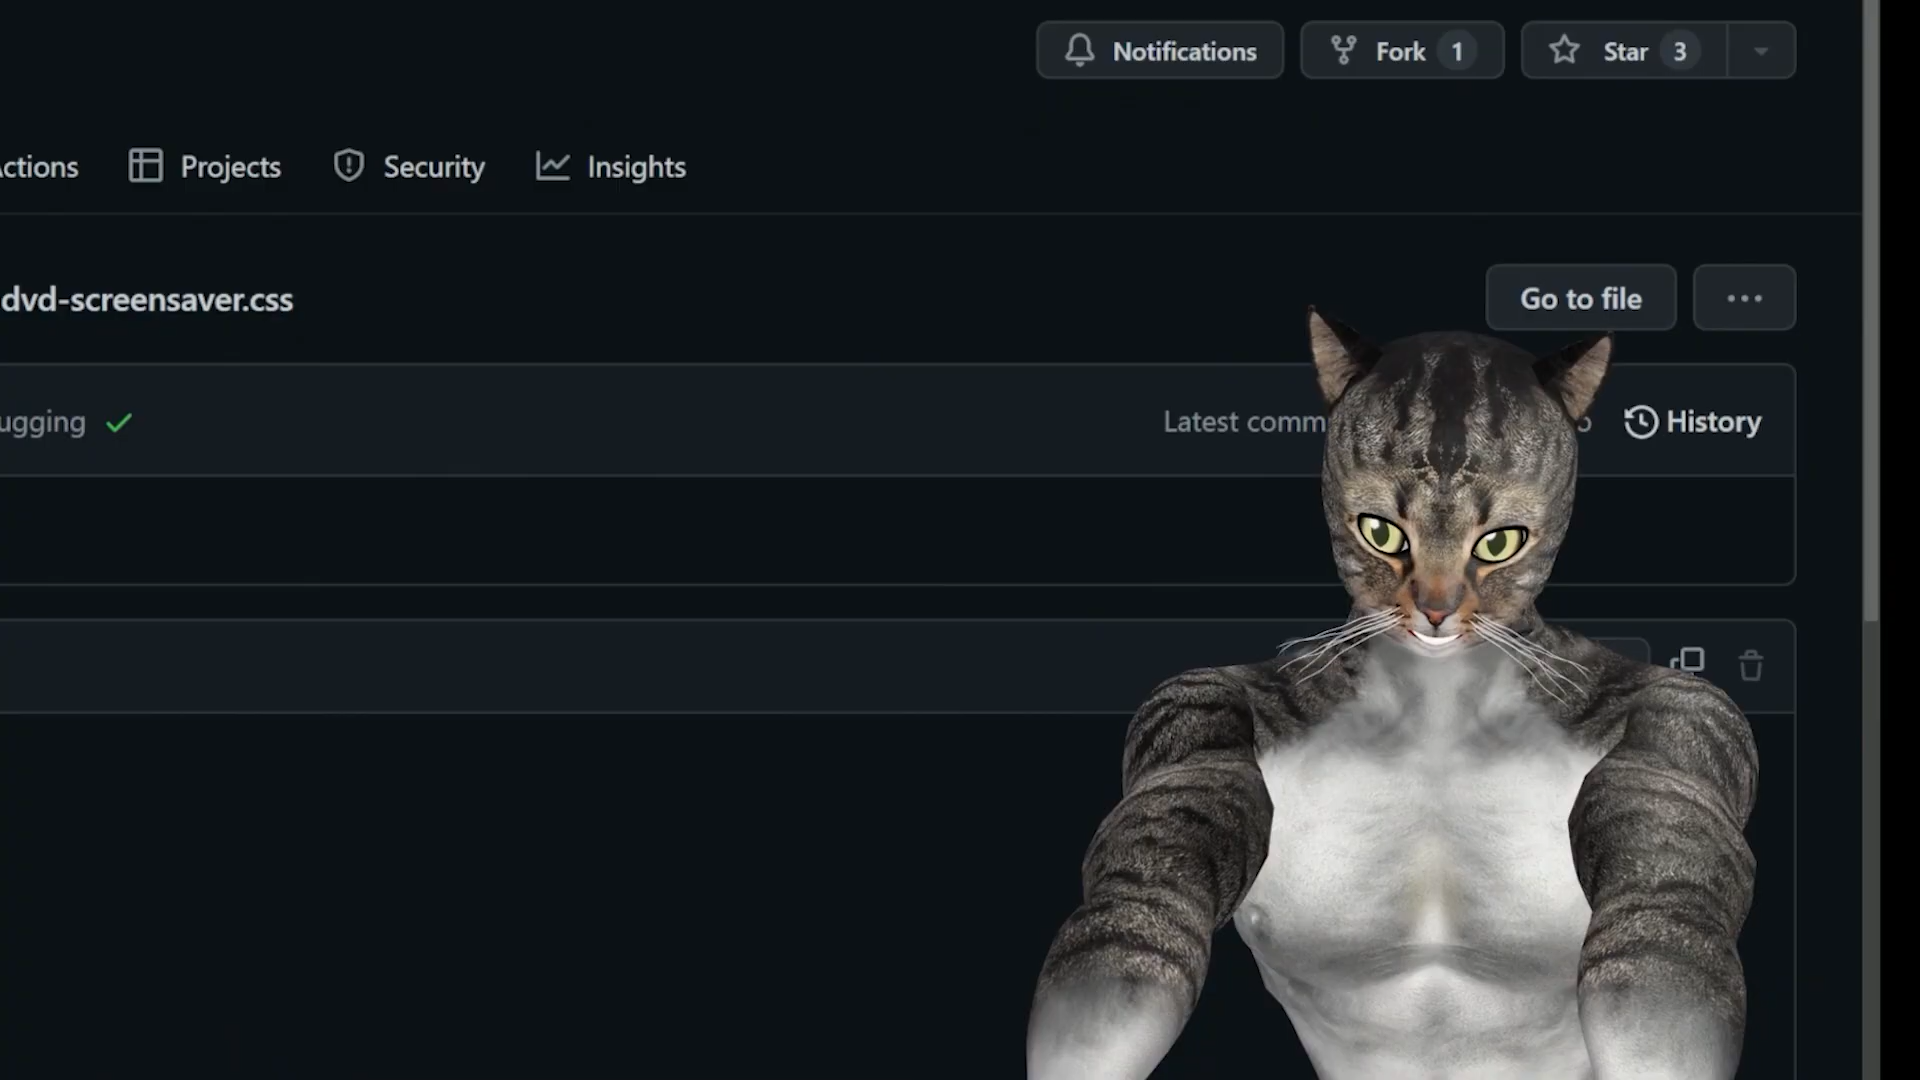 Notifications Fork 1 Star 3
ctions Projects Security Insights
dvd-screensaver.css Go to file
ugging Latest comm History